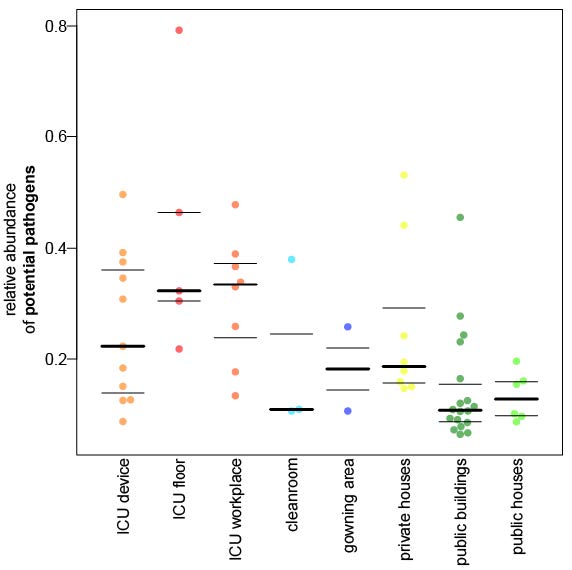 relative abundance
of potential pathogens
0.8
0.6
0.4
0.2
ICU device
ICU floor
ICU workplace
cleanroom
gowning area
private houses
public buildings
public houses